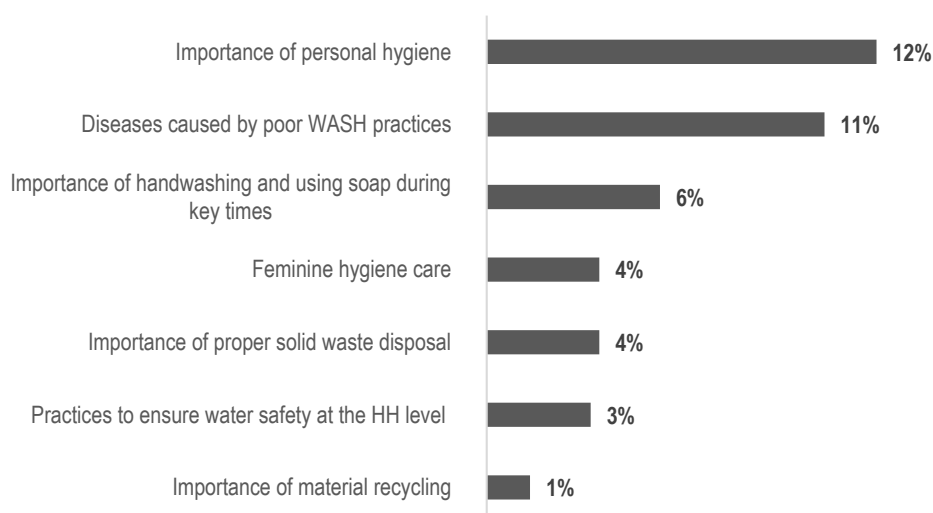 Importance of personal hygiene
12%
Diseases caused by poor WASH practices
11%
Importance of handwashing and using soap during
key times
6%
Feminine hygiene care
4%
Importance of proper solid waste disposal
4%
Practices to ensure water safety at the HH level
3%
Importance of material recycling
1%